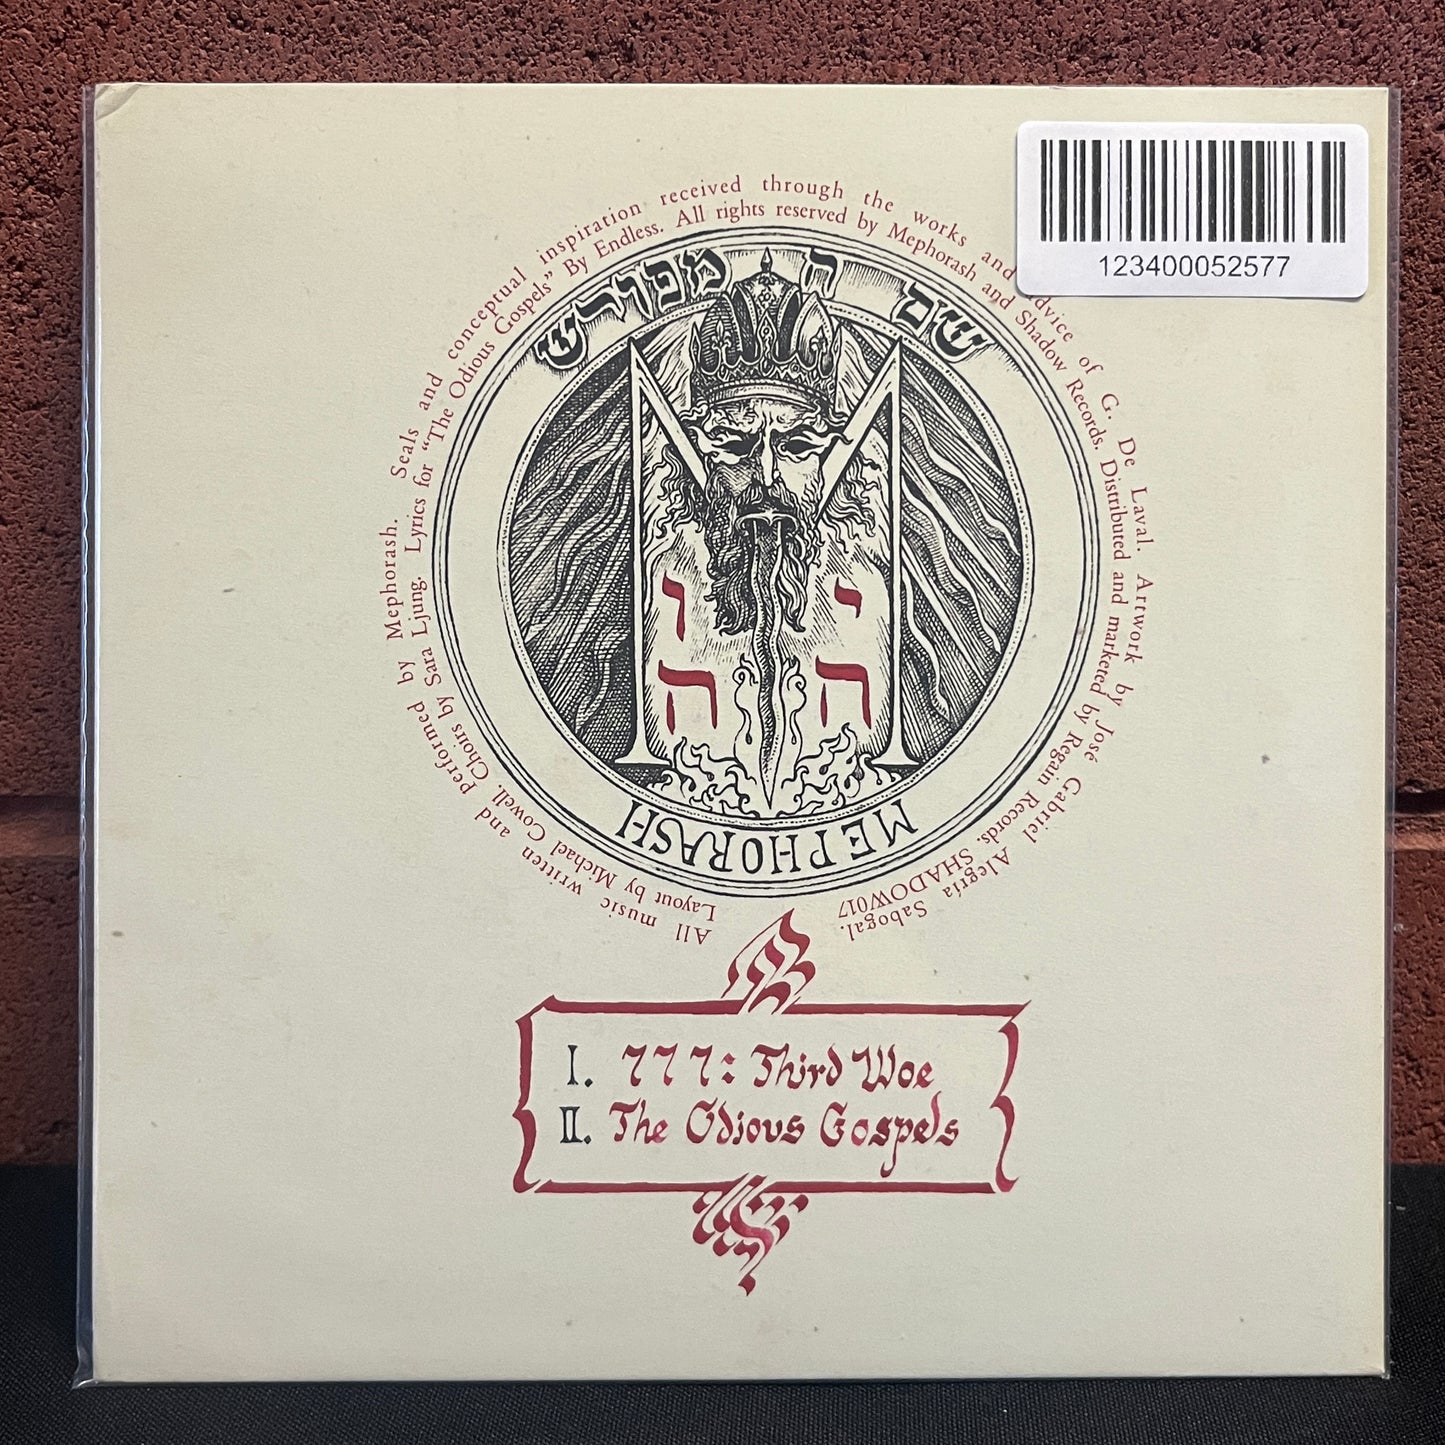 123400052577
All music written and performed by Mephorash. Seals and conceptual inspiration received through the works and advice of G. De Laval. Artwork by José Gabriel Alegría Sabogal.
Layout by Michael Cowell. Choirs by Sara Ljung. Lyrics for “The Odious Gospels” By Endless. All rights reserved by Mephorash and Shadow Records. Distributed and marketed by Regain Records. SHADOW017
שם ה מפורש
י ו
ה ה
MEPHORASH
I. 777: Third Woe
II. The Odious Gospels